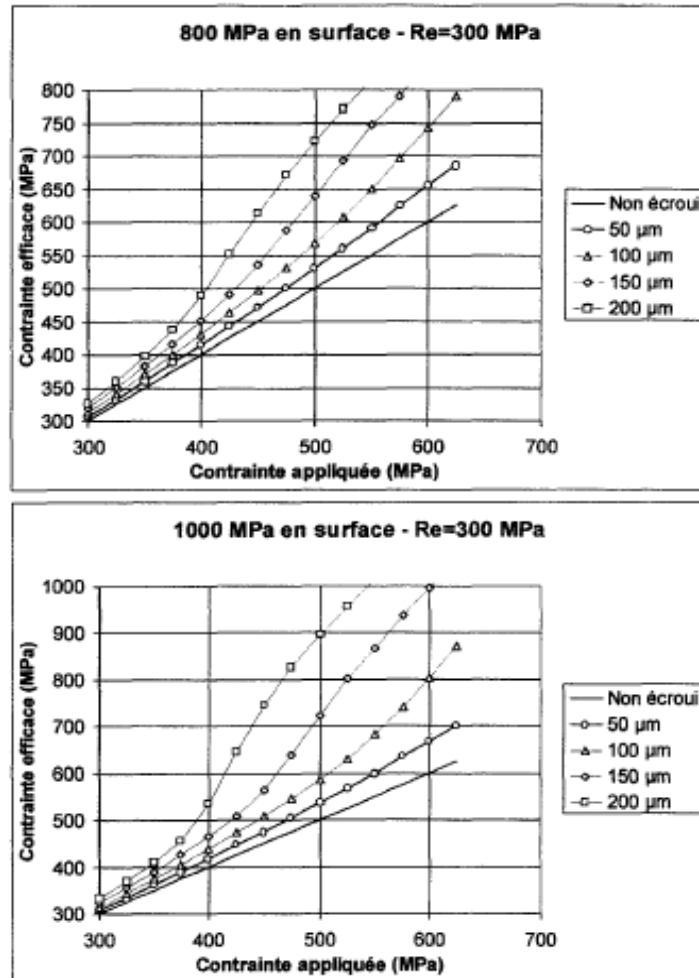 800 MPa en surface - Re=300 MPa
Contrainte efficace (MPa)
800
750
700
650
600
550
500
450
400
350
300
300 400 500 600 700
Contrainte appliquée (MPa)
Non écroui
50 µm
100 µm
150 µm
200 µm
1000 MPa en surface - Re=300 MPa
Contrainte efficace (MPa)
1000
900
800
700
600
500
400
300
300 400 500 600 700
Contrainte appliquée (MPa)
Non écroui
50 µm
100 µm
150 µm
200 µm